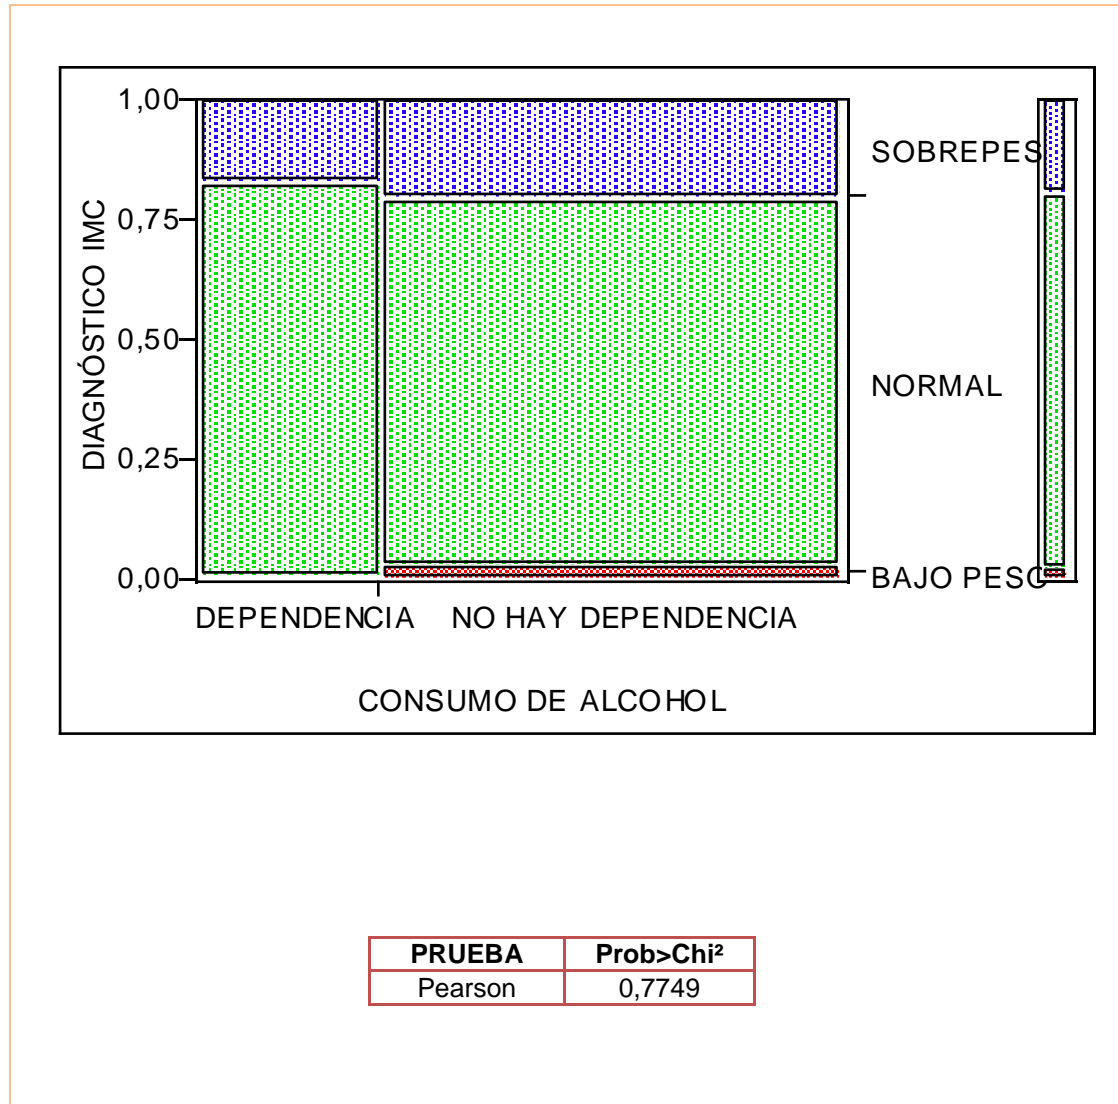 1,00
SOBREPES
0,75
DIAGNÓSTICO IMC
0,50
NORMAL
0,25
0,00
BAJO PESO
DEPENDENCIA NO HAY DEPENDENCIA
CONSUMO DE ALCOHOL
PRUEBA Prob>Chi²
Pearson 0,7749